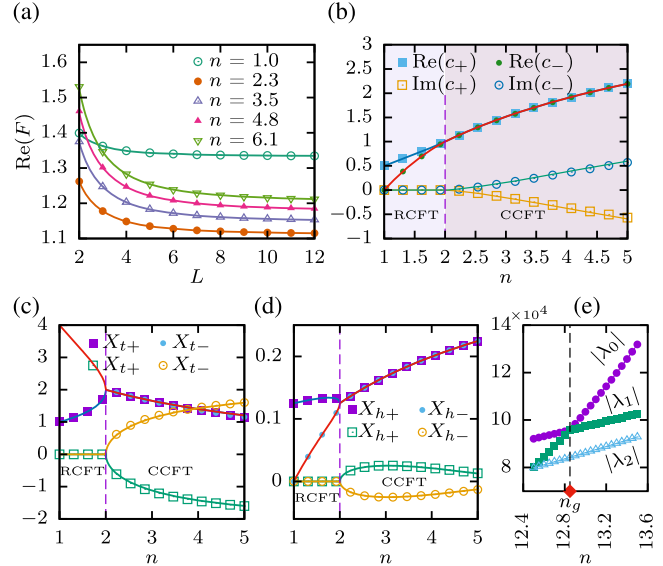 (a)
1.6
1.5
1.4
1.3
1.2
1.1
Re(F)
n = 1.0
n = 2.3
n = 3.5
n = 4.8
n = 6.1
2 4 6 8 10 12
L
(b)
3
2.5
2
1.5
1
0.5
0
−0.5
−1
Re(c₊) Re(c₋)
Im(c₊) Im(c₋)
RCFT CCFT
1 1.5 2 2.5 3 3.5 4 4.5 5
n
(c)
4
3
2
1
0
−1
−2
Xₜ₊ Xₜ₋
Xₜ₊ Xₜ₋
RCFT CCFT
1 2 3 4 5
n
(d)
0.2
0.1
0
X_{h+} X_{h−}
X_{h+} X_{h−}
RCFT CCFT
1 2 3 4 5
n
(e)
×10⁴
14
12
10
8
|λ₀|
|λ₁|
|λ₂|
12.4 12.8 13.2 13.6
n_g
n